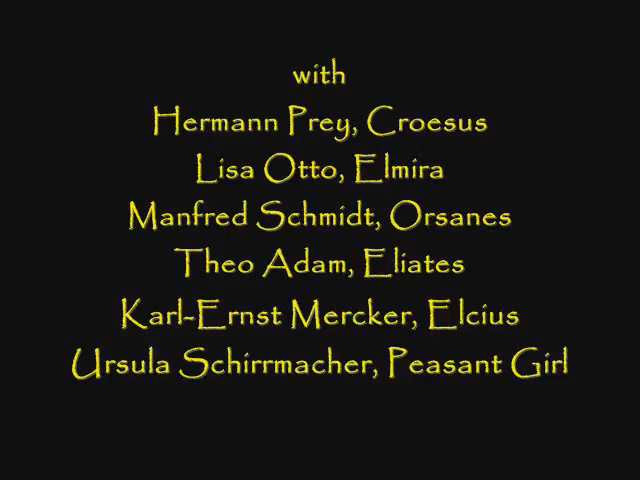 with
Hermann Prey, Croesus
Lisa Otto, Elmira
Manfred Schmidt, Orsanes
Theo Adam, Eliates
Karl-Ernst Mercker, Elcius
Ursula Schirrmacher, Peasant Girl